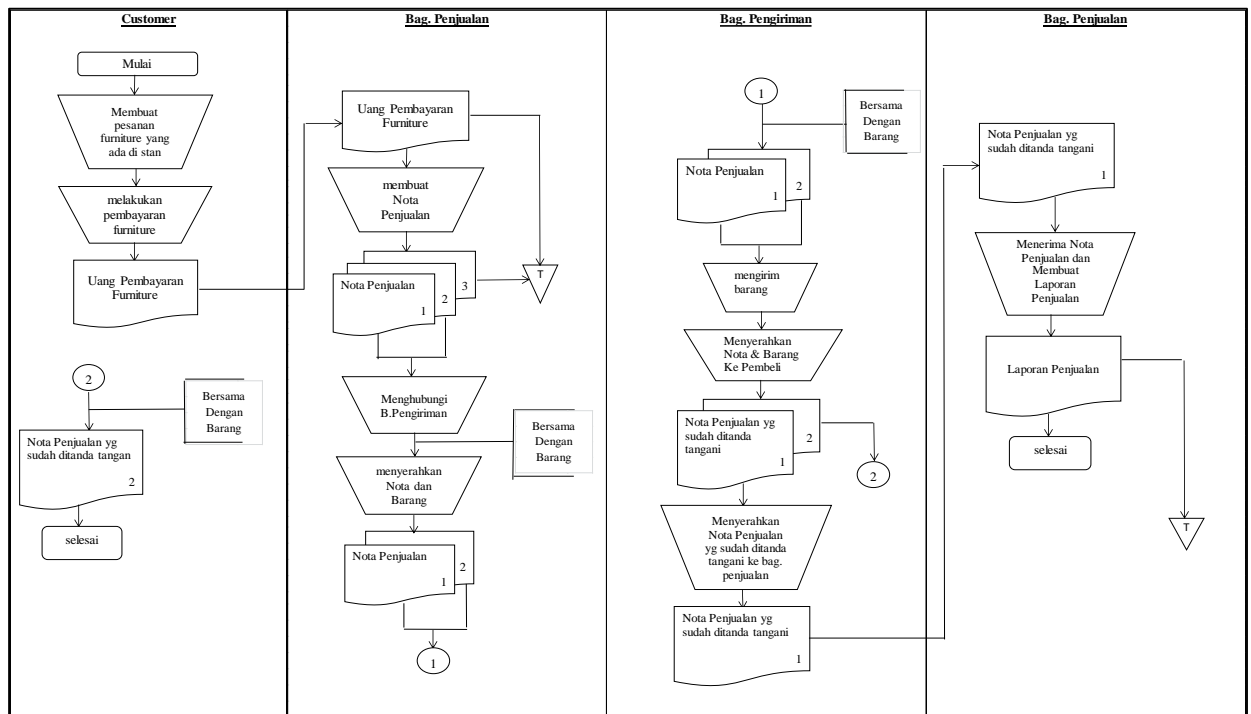 Customer
Mulai
Membuat
pesanan
furniture yang
ada di stan
melakukan
pembayaran
furniture
Uang Pembayaran
Furniture
2
Bersama
Dengan
Barang
Nota Penjualan yg
sudah ditanda tangan
2
selesai
Bag. Penjualan
Uang Pembayaran
Furniture
membuat
Nota
Penjualan
T
Nota Penjualan
1
2
3
Menghubungi
B.Pengiriman
Bersama
Dengan
Barang
menyerahkan
Nota dan
Barang
Nota Penjualan
1
2
1
Bag. Pengiriman
1
Bersama
Dengan
Barang
Nota Penjualan
1
2
mengirim
barang
Menyerahkan
Nota & Barang
Ke Pembeli
Nota Penjualan yg
sudah ditanda
tangani
1
2
2
Menyerahkan
Nota Penjualan
yg sudah ditanda
tangani ke bag.
penjualan
Nota Penjualan yg
sudah ditanda tangani
1
Bag. Penjualan
Nota Penjualan yg
sudah ditanda tangani
1
Menerima Nota
Penjualan dan
Membuat
Laporan
Penjualan
Laporan Penjualan
selesai
T